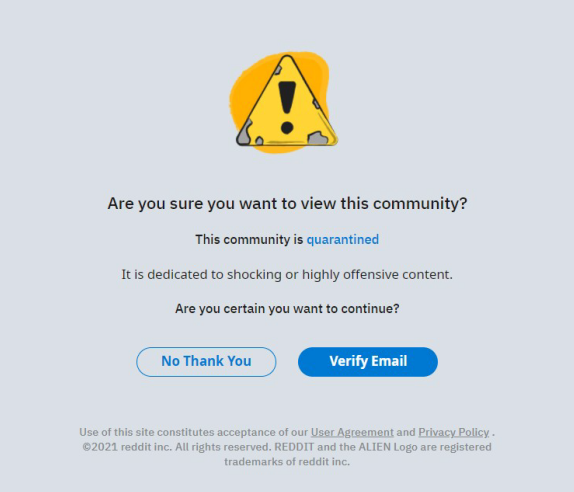 Are you sure you want to view this community?
This community is quarantined
It is dedicated to shocking or highly offensive content.
Are you certain you want to continue?
No Thank You
Verify Email
Use of this site constitutes acceptance of our User Agreement and Privacy Policy .
©2021 reddit inc. All rights reserved. REDDIT and the ALIEN Logo are registered
trademarks of reddit inc.